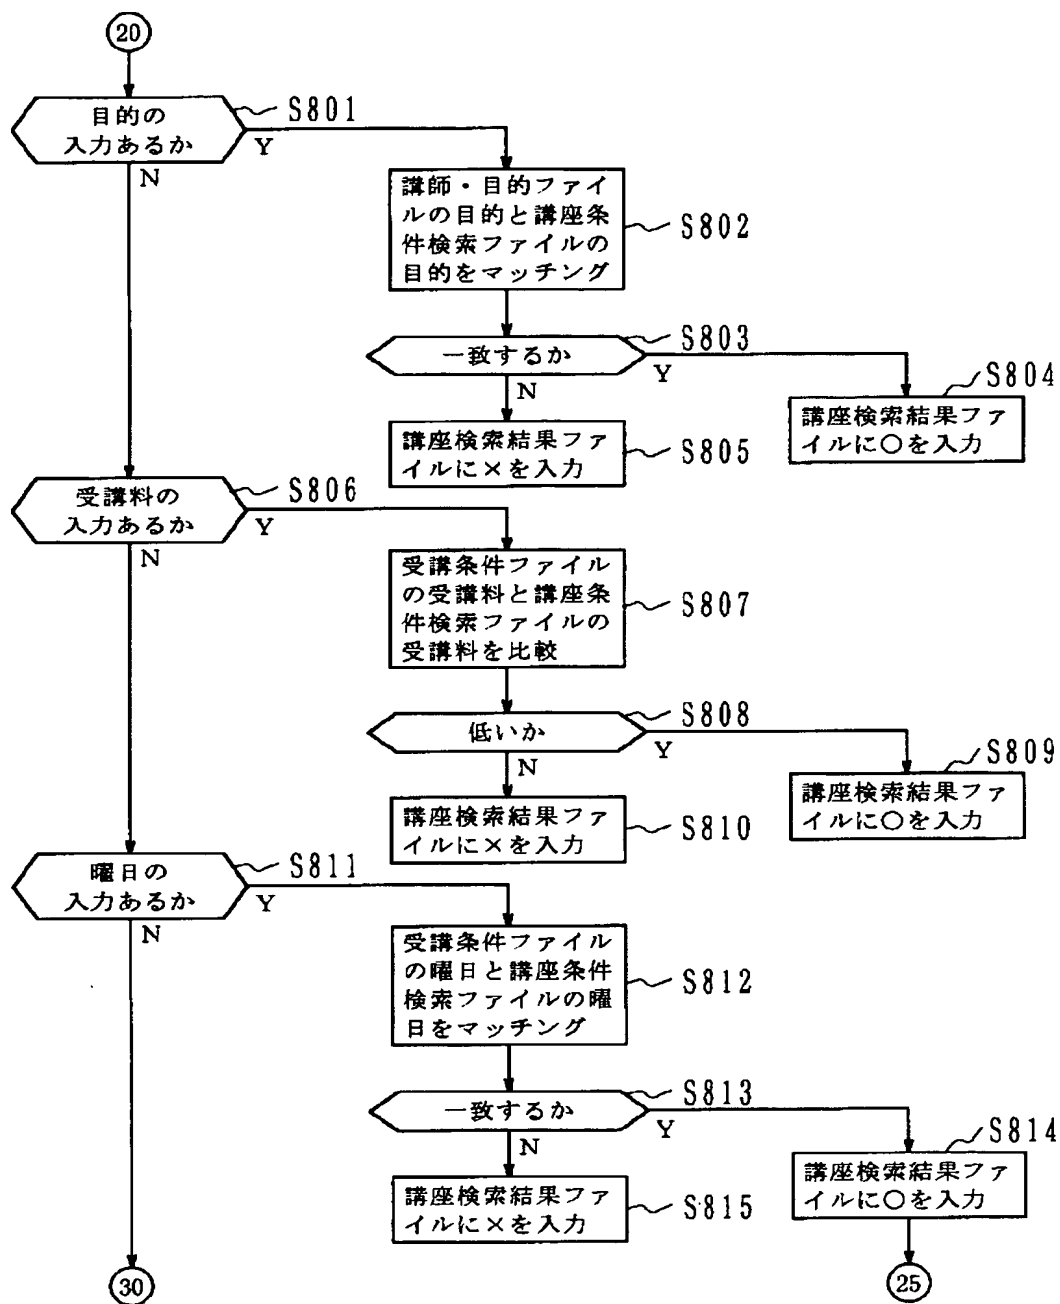 20
目的の
入力あるか
S801
Y
N
講師・目的ファイ
ルの目的と講座条
件検索ファイルの
目的をマッチング
S802
一致するか
S803
Y
N
講座検索結果ファ
イルに○を入力
S804
講座検索結果ファ
イルに×を入力
S805
受講料の
入力あるか
S806
Y
N
受講条件ファイル
の受講料と講座条
件検索ファイルの
受講料を比較
S807
低いか
S808
Y
N
講座検索結果ファ
イルに○を入力
S809
講座検索結果ファ
イルに×を入力
S810
曜日の
入力あるか
S811
Y
N
受講条件ファイル
の曜日と講座条件
検索ファイルの曜
日をマッチング
S812
一致するか
S813
Y
N
講座検索結果ファ
イルに○を入力
S814
講座検索結果ファ
イルに×を入力
S815
30
25